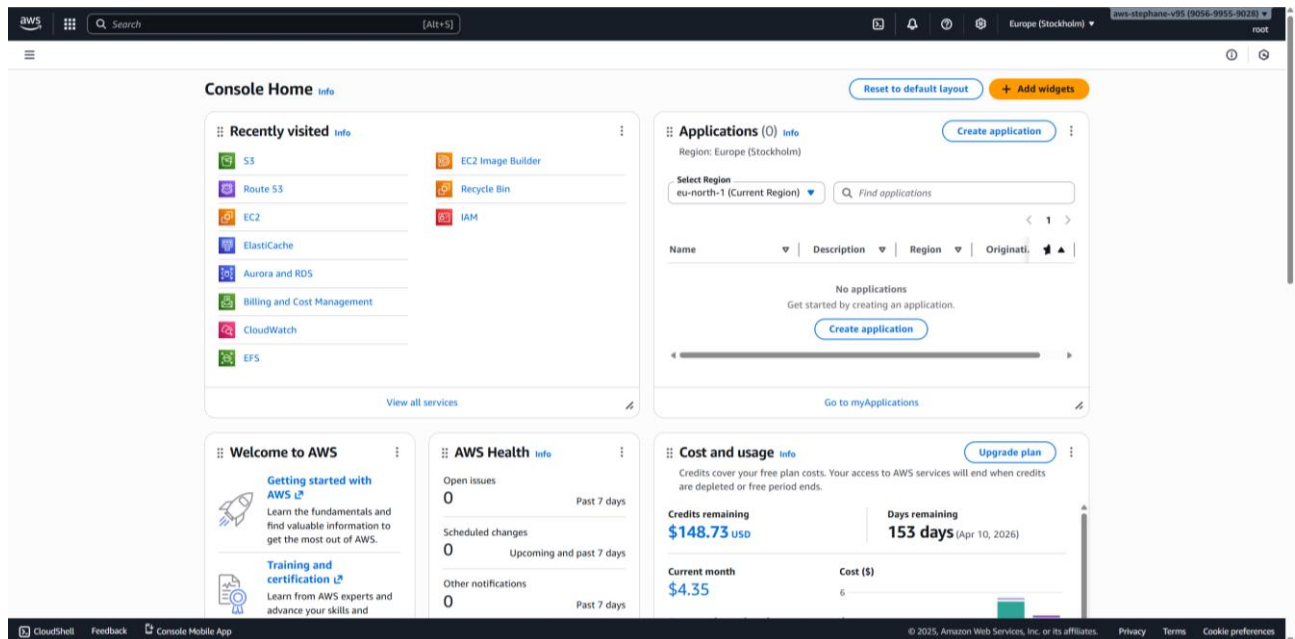 aws
Search [Alt+S]
Europe (Stockholm)
aws-stephane-v95 (9056-9955-9028)
root
Console Home Info
Reset to default layout
+ Add widgets
Recently visited Info
S3
Route 53
EC2
ElastiCache
Aurora and RDS
Billing and Cost Management
CloudWatch
EFS
EC2 Image Builder
Recycle Bin
IAM
View all services
Applications (0) Info
Create application
Region: Europe (Stockholm)
Select Region
eu-north-1 (Current Region)
Find applications
1
Name Description Region Originati.
No applications
Get started by creating an application.
Create application
Go to myApplications
Welcome to AWS
Getting started with
AWS
Learn the fundamentals and
find valuable information to
get the most out of AWS.
Training and
certification
Learn from AWS experts and
advance your skills and
AWS Health Info
Open issues
0 Past 7 days
Scheduled changes
0 Upcoming and past 7 days
Other notifications
0 Past 7 days
Cost and usage Info
Upgrade plan
Credits cover your free plan costs. Your access to AWS services will end when credits
are depleted or free period ends.
Credits remaining
$148.73 USD
Days remaining
153 days (Apr 10, 2026)
Current month
$4.35
Cost ($)
6
CloudShell Feedback Console Mobile App
© 2025, Amazon Web Services, Inc. or its affiliates. Privacy Terms Cookie preferences